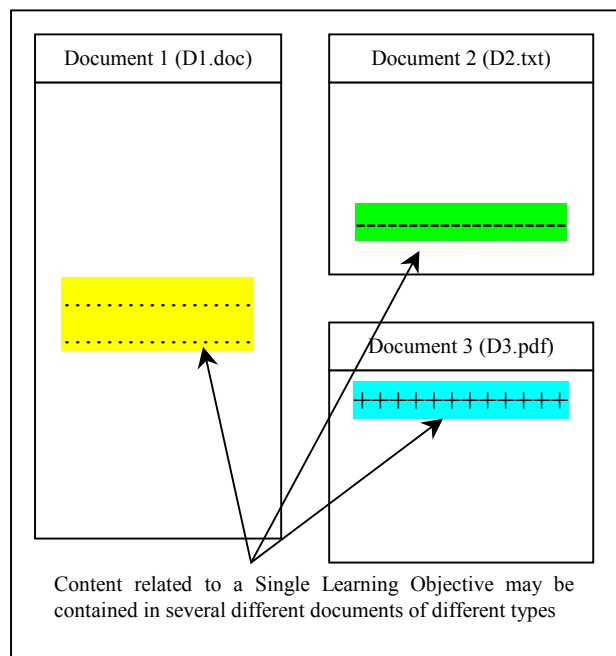 Document 1 (D1.doc)
Document 2 (D2.txt)
Document 3 (D3.pdf)
Content related to a Single Learning Objective may be
contained in several different documents of different types